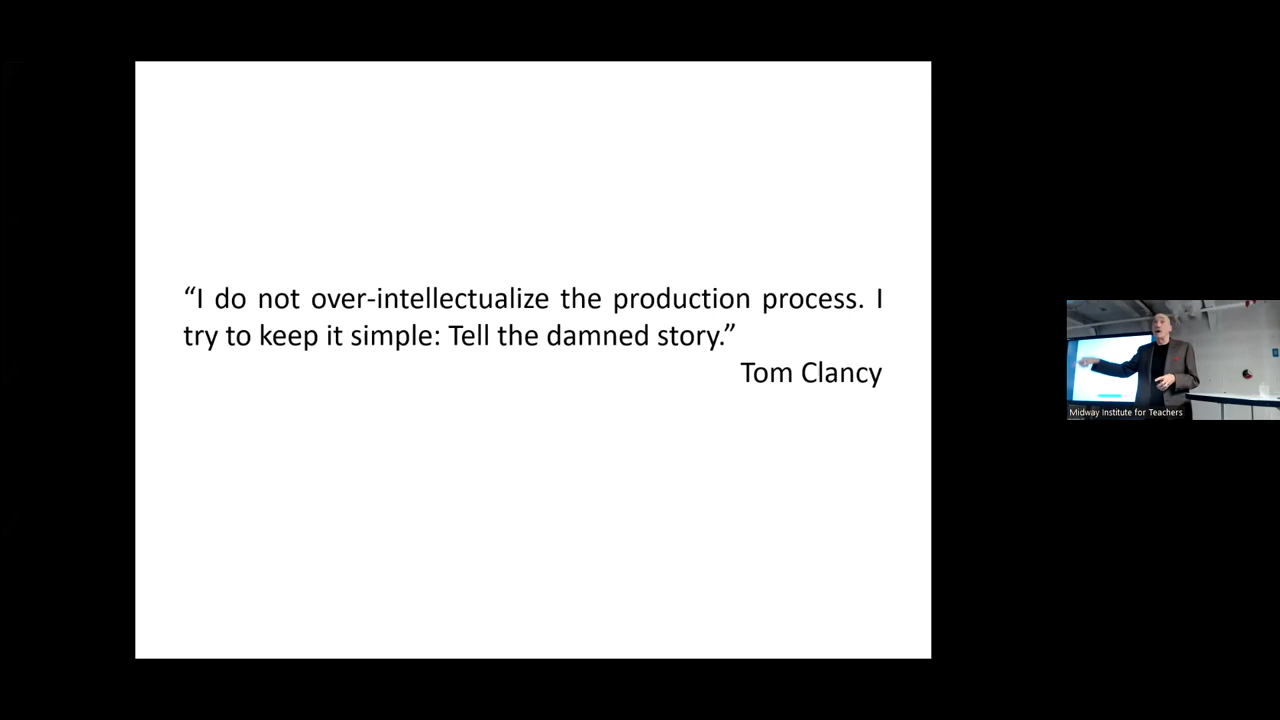 “I do not over-intellectualize the production process. I
try to keep it simple: Tell the damned story.”
Tom Clancy
Midway Institute for Teachers